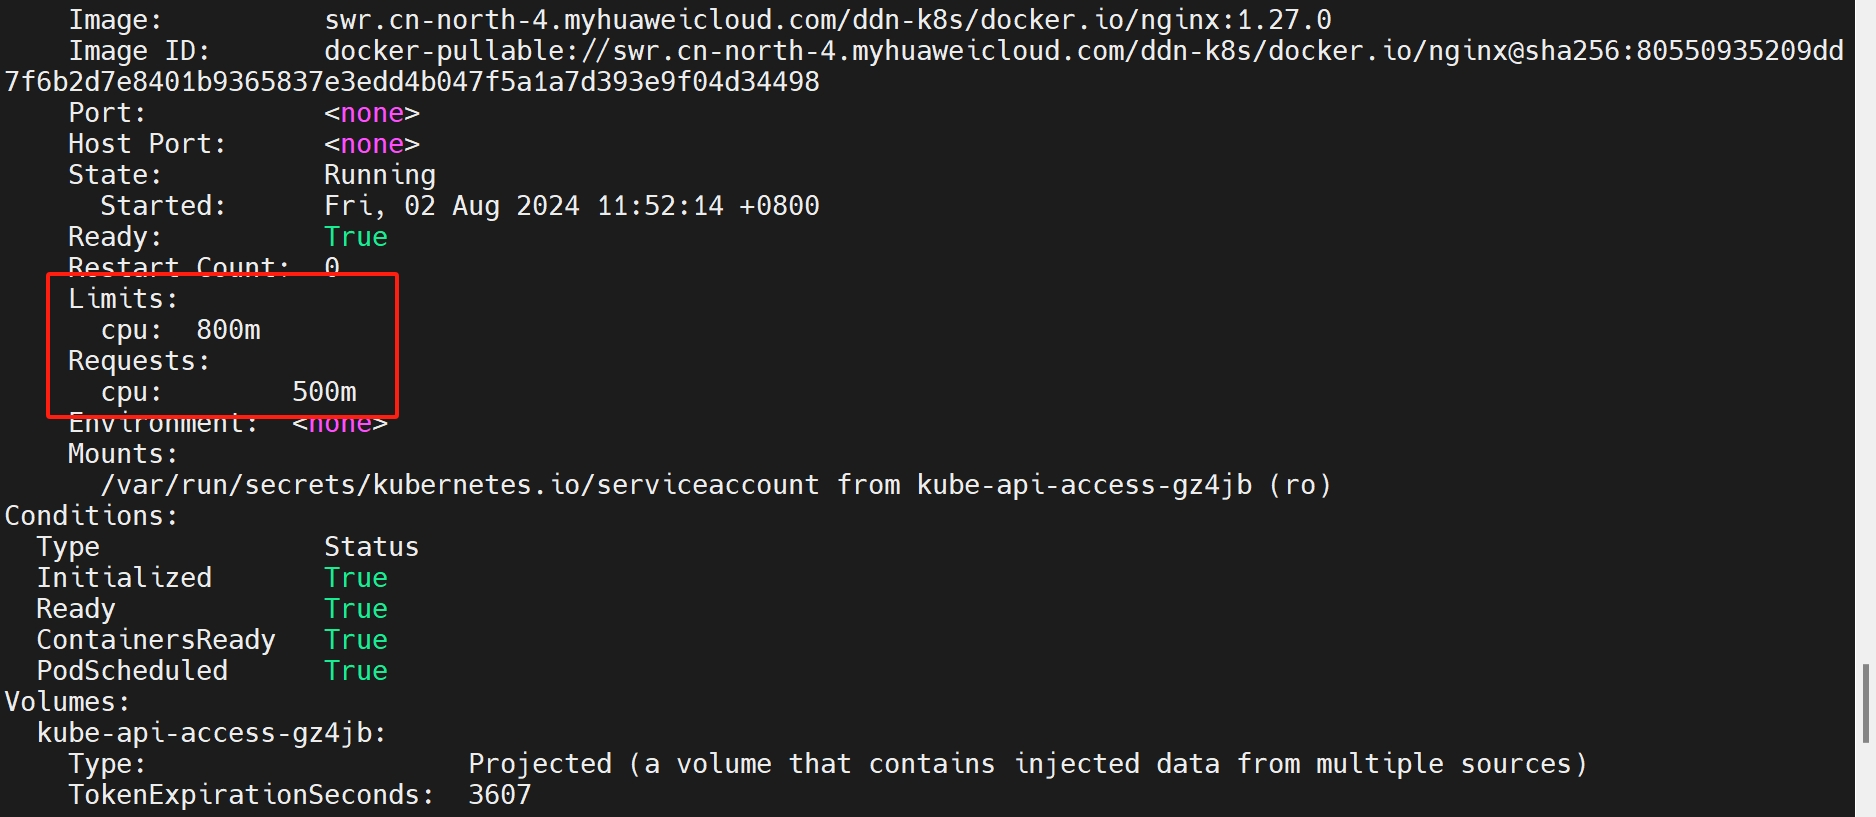 Image: swr.cn-north-4.myhuaweicloud.com/ddn-k8s/docker.io/nginx:1.27.0
Image ID: docker-pullable://swr.cn-north-4.myhuaweicloud.com/ddn-k8s/docker.io/nginx@sha256:80550935209dd
7f6b2d7e8401b9365837e3edd4b047f5a1a7d393e9f04d34498
Port: <none>
Host Port: <none>
State: Running
Started: Fri, 02 Aug 2024 11:52:14 +0800
Ready: True
Restart Count: 0
Limits:
cpu: 800m
Requests:
cpu: 500m
Environment: <none>
Mounts:
/var/run/secrets/kubernetes.io/serviceaccount from kube-api-access-gz4jb (ro)
Conditions:
Type Status
Initialized True
Ready True
ContainersReady True
PodScheduled True
Volumes:
kube-api-access-gz4jb:
Type: Projected (a volume that contains injected data from multiple sources)
TokenExpirationSeconds: 3607